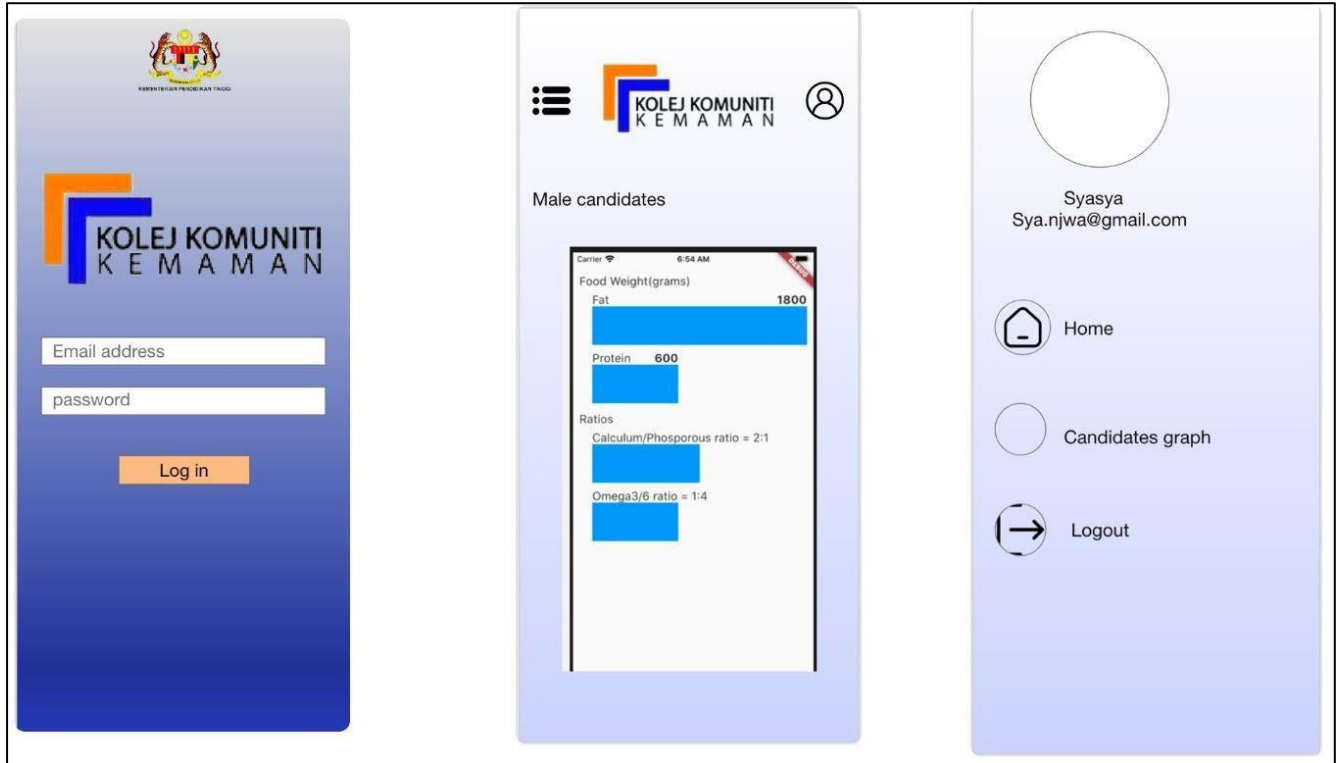 KEMENTERIAN PENDIDIKAN TINGGI
KOLEJ KOMUNITI
KEMAMAN
Email address
password
Log in
KOLEJ KOMUNITI
KEMAMAN
Male candidates
Carrier
6:54 AM
DEBUG
Food Weight(grams)
Fat 1800
Protein 600
Ratios
Calculum/Phosporous ratio = 2:1
Omega3/6 ratio = 1:4
Syasya
Sya.njwa@gmail.com
Home
Candidates graph
Logout